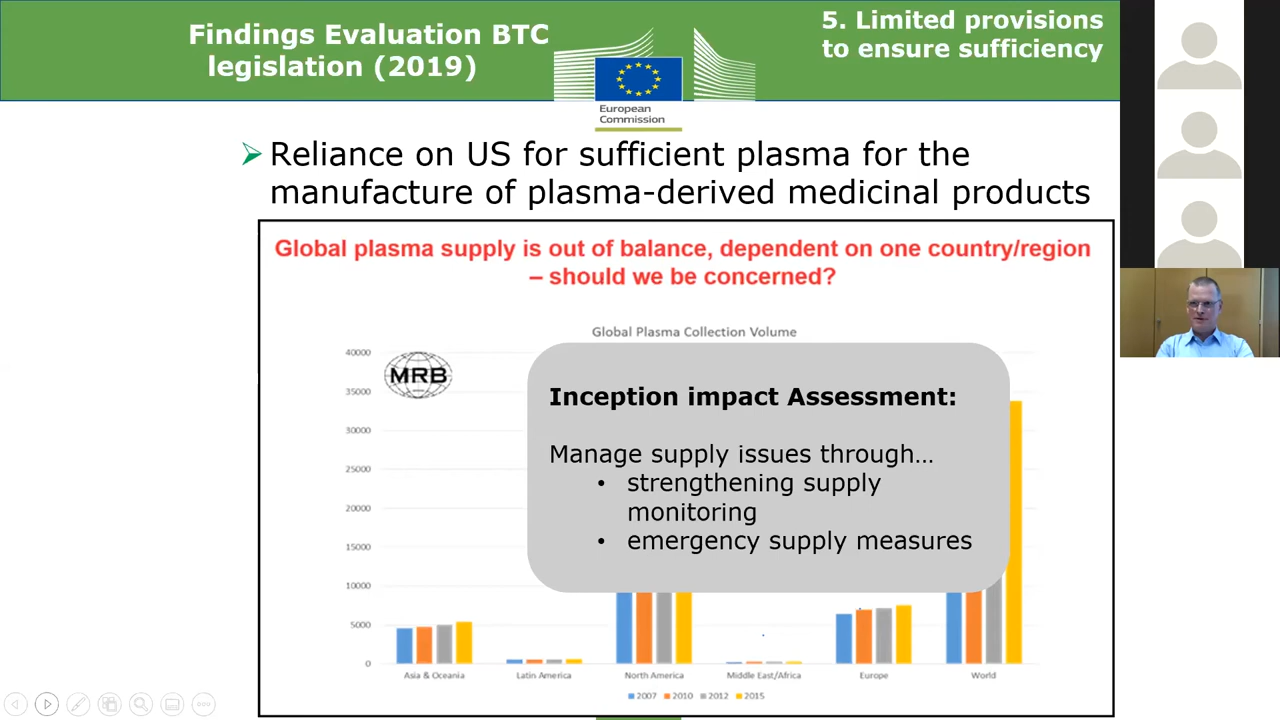 Findings Evaluation BTC
legislation (2019)
5. Limited provisions
to ensure sufficiency
European
Commission
Reliance on US for sufficient plasma for the
manufacture of plasma-derived medicinal products
Global plasma supply is out of balance, dependent on one country/region
– should we be concerned?
Global Plasma Collection Volume
MRB
40000
35000
30000
25000
20000
15000
10000
5000
0
Inception impact Assessment:
Manage supply issues through…
• strengthening supply
monitoring
• emergency supply measures
Asia & Oceania
Latin America
North America
Middle East/Africa
Europe
World
2007 2010 2012 2015